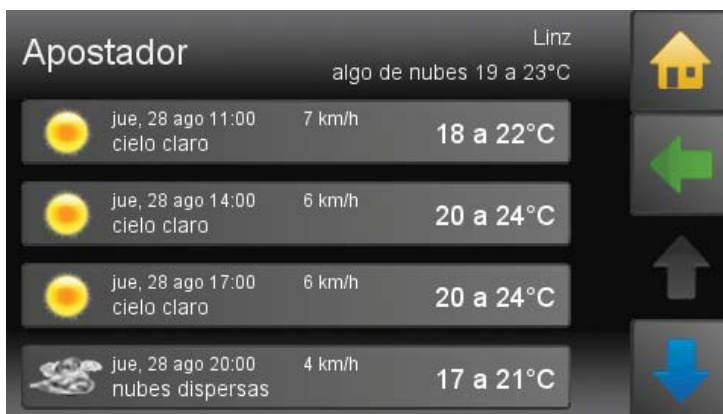 Apostador
Linz
algo de nubes 19 a 23°C
jue, 28 ago 11:00 7 km/h
cielo claro
18 a 22°C
jue, 28 ago 14:00 6 km/h
cielo claro
20 a 24°C
jue, 28 ago 17:00 6 km/h
cielo claro
20 a 24°C
jue, 28 ago 20:00 4 km/h
nubes dispersas
17 a 21°C